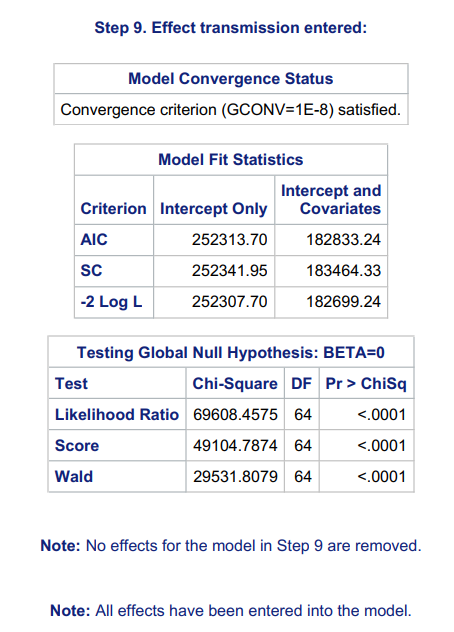 Step 9. Effect transmission entered:
Model Convergence Status
Convergence criterion (GCONV=1E-8) satisfied.
Model Fit Statistics
Criterion Intercept Only Intercept and Covariates
AIC 252313.70 182833.24
SC 252341.95 183464.33
-2 Log L 252307.70 182699.24
Testing Global Null Hypothesis: BETA=0
Test Chi-Square DF Pr > ChiSq
Likelihood Ratio 69608.4575 64 <.0001
Score 49104.7874 64 <.0001
Wald 29531.8079 64 <.0001
Note: No effects for the model in Step 9 are removed.
Note: All effects have been entered into the model.